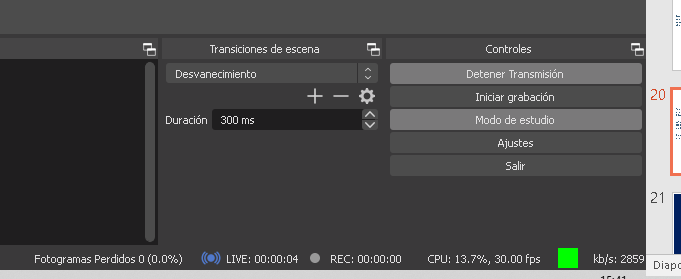 Transiciones de escena
Controles
Desvanecimiento
Duración 300 ms
Detener Transmisión
Iniciar grabación
Modo de estudio
Ajustes
Salir
20
21
Fotogramas Perdidos 0 (0.0%) LIVE: 00:00:04 REC: 00:00:00 CPU: 13.7%, 30.00 fps kb/s: 2859
Diapo